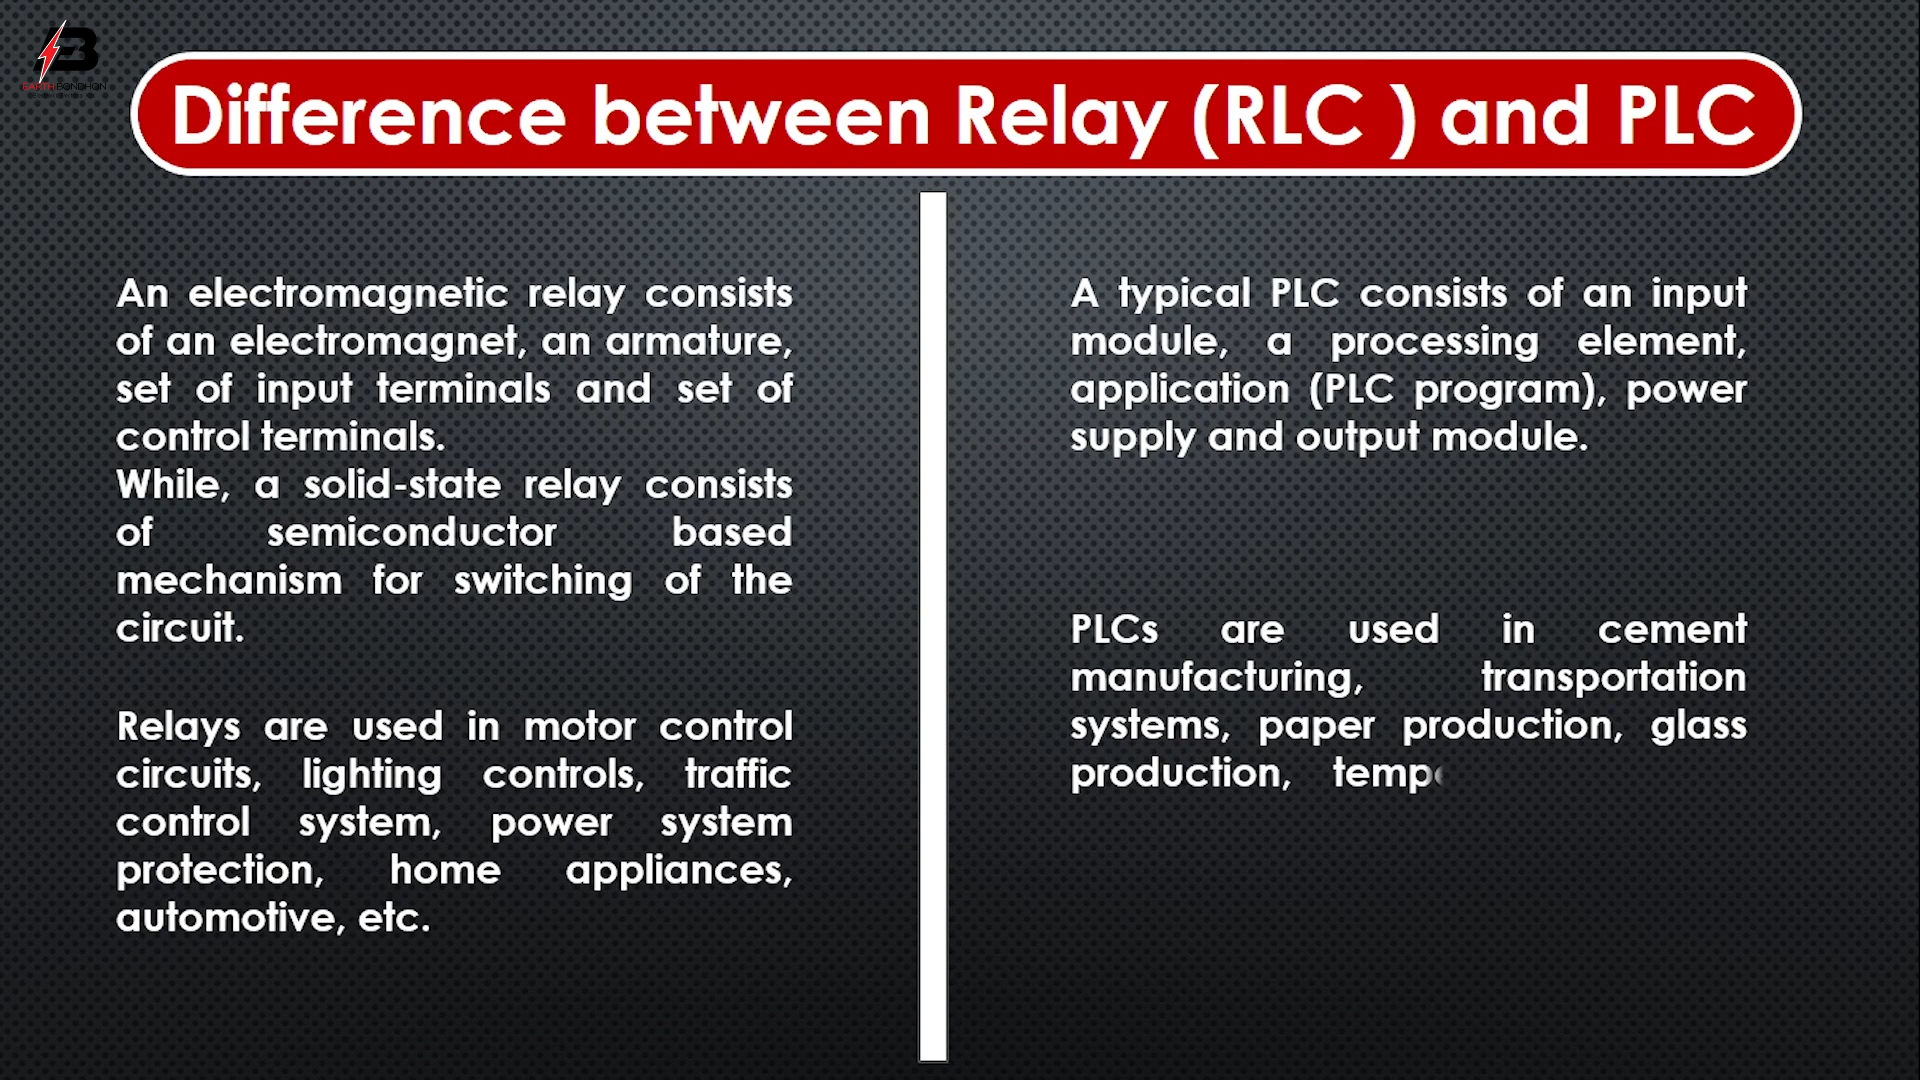 EARTH BONDHON
Difference between Relay (RLC ) and PLC
An electromagnetic relay consists
of an electromagnet, an armature,
set of input terminals and set of
control terminals.
While, a solid-state relay consists
of semiconductor based
mechanism for switching of the
circuit.
Relays are used in motor control
circuits, lighting controls, traffic
control system, power system
protection, home appliances,
automotive, etc.
A typical PLC consists of an input
module, a processing element,
application (PLC program), power
supply and output module.
PLCs are used in cement
manufacturing, transportation
systems, paper production, glass
production, temp